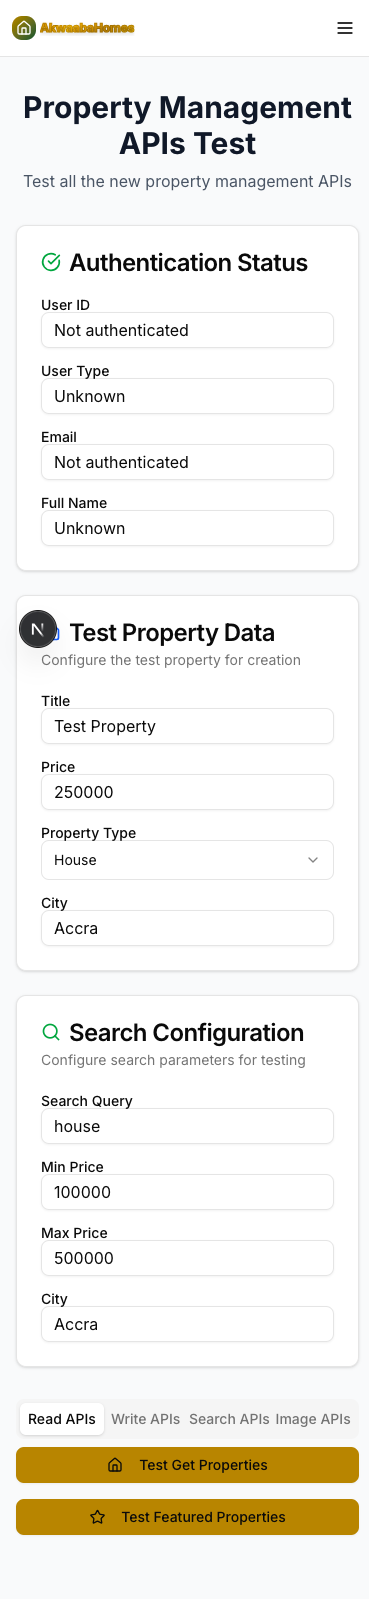 AkwaabaHomes
Property Management
APIs Test
Test all the new property management APIs
Authentication Status
User ID
Not authenticated
User Type
Unknown
Email
Not authenticated
Full Name
Unknown
N
Test Property Data
Configure the test property for creation
Title
Test Property
Price
250000
Property Type
House
City
Accra
Search Configuration
Configure search parameters for testing
Search Query
house
Min Price
100000
Max Price
500000
City
Accra
Read APIs Write APIs Search APIs Image APIs
Test Get Properties
Test Featured Properties